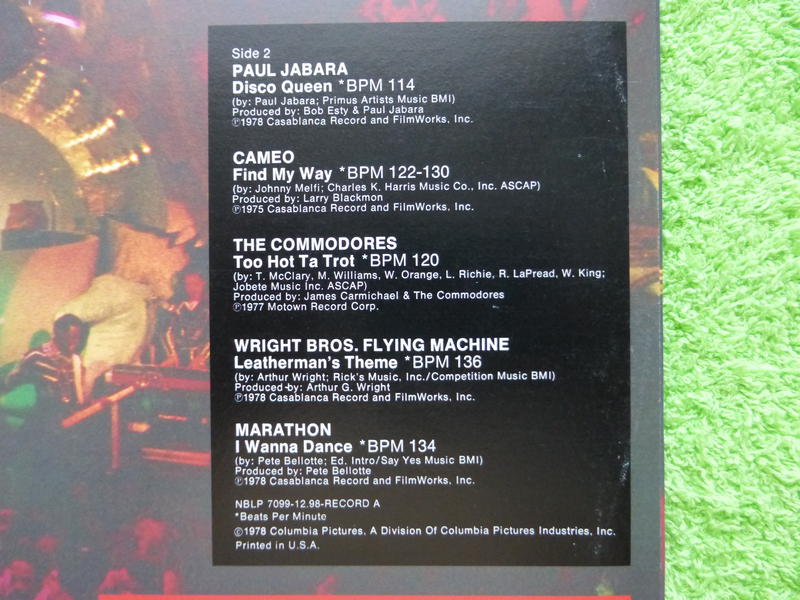 Side 2
PAUL JABARA
Disco Queen *BPM 114
(by: Paul Jabara; Primus Artists Music BMI)
Produced by: Bob Esty & Paul Jabara
℗1978 Casablanca Record and FilmWorks, Inc.
CAMEO
Find My Way *BPM 122-130
(by: Johnny Melfi; Charles K. Harris Music Co., Inc. ASCAP)
Produced by: Larry Blackmon
℗1975 Casablanca Record and FilmWorks, Inc.
THE COMMODORES
Too Hot Ta Trot *BPM 120
(by: T. McClary, M. Williams, W. Orange, L. Richie, R. LaPread, W. King;
Jobete Music Inc. ASCAP)
Produced by: James Carmichael & The Commodores
℗1977 Motown Record Corp.
WRIGHT BROS. FLYING MACHINE
Leatherman's Theme *BPM 136
(by: Arthur Wright; Rick's Music, Inc./Competition Music BMI)
Produced by: Arthur G. Wright
℗1978 Casablanca Record and FilmWorks, Inc.
MARATHON
I Wanna Dance *BPM 134
(by: Pete Bellotte; Ed. Intro/Say Yes Music BMI)
Produced by: Pete Bellotte
℗1978 Casablanca Record and FilmWorks, Inc.
NBLP 7099-12.98-RECORD A
*Beats Per Minute
©1978 Columbia Pictures, A Division Of Columbia Pictures Industries, Inc.
Printed in U.S.A.